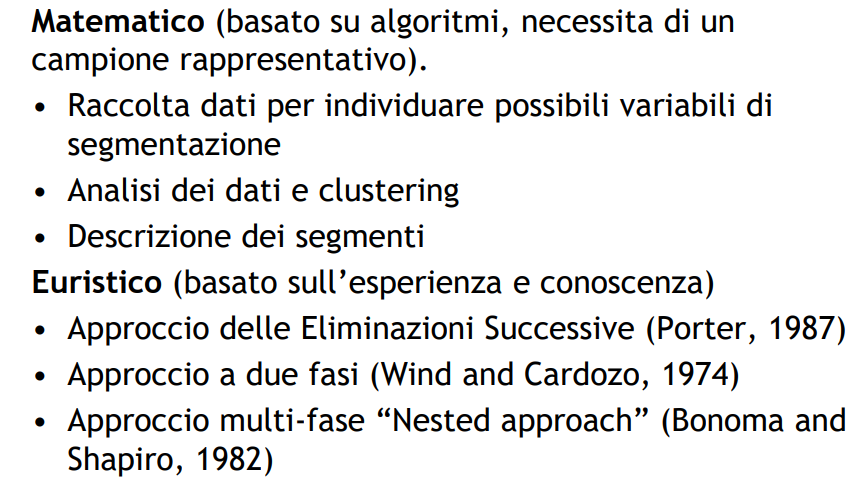 Matematico (basato su algoritmi, necessita di un
campione rappresentativo).
• Raccolta dati per individuare possibili variabili di
segmentazione
• Analisi dei dati e clustering
• Descrizione dei segmenti
Euristico (basato sull'esperienza e conoscenza)
• Approccio delle Eliminazioni Successive (Porter, 1987)
• Approccio a due fasi (Wind and Cardozo, 1974)
• Approccio multi-fase “Nested approach” (Bonoma and
Shapiro, 1982)